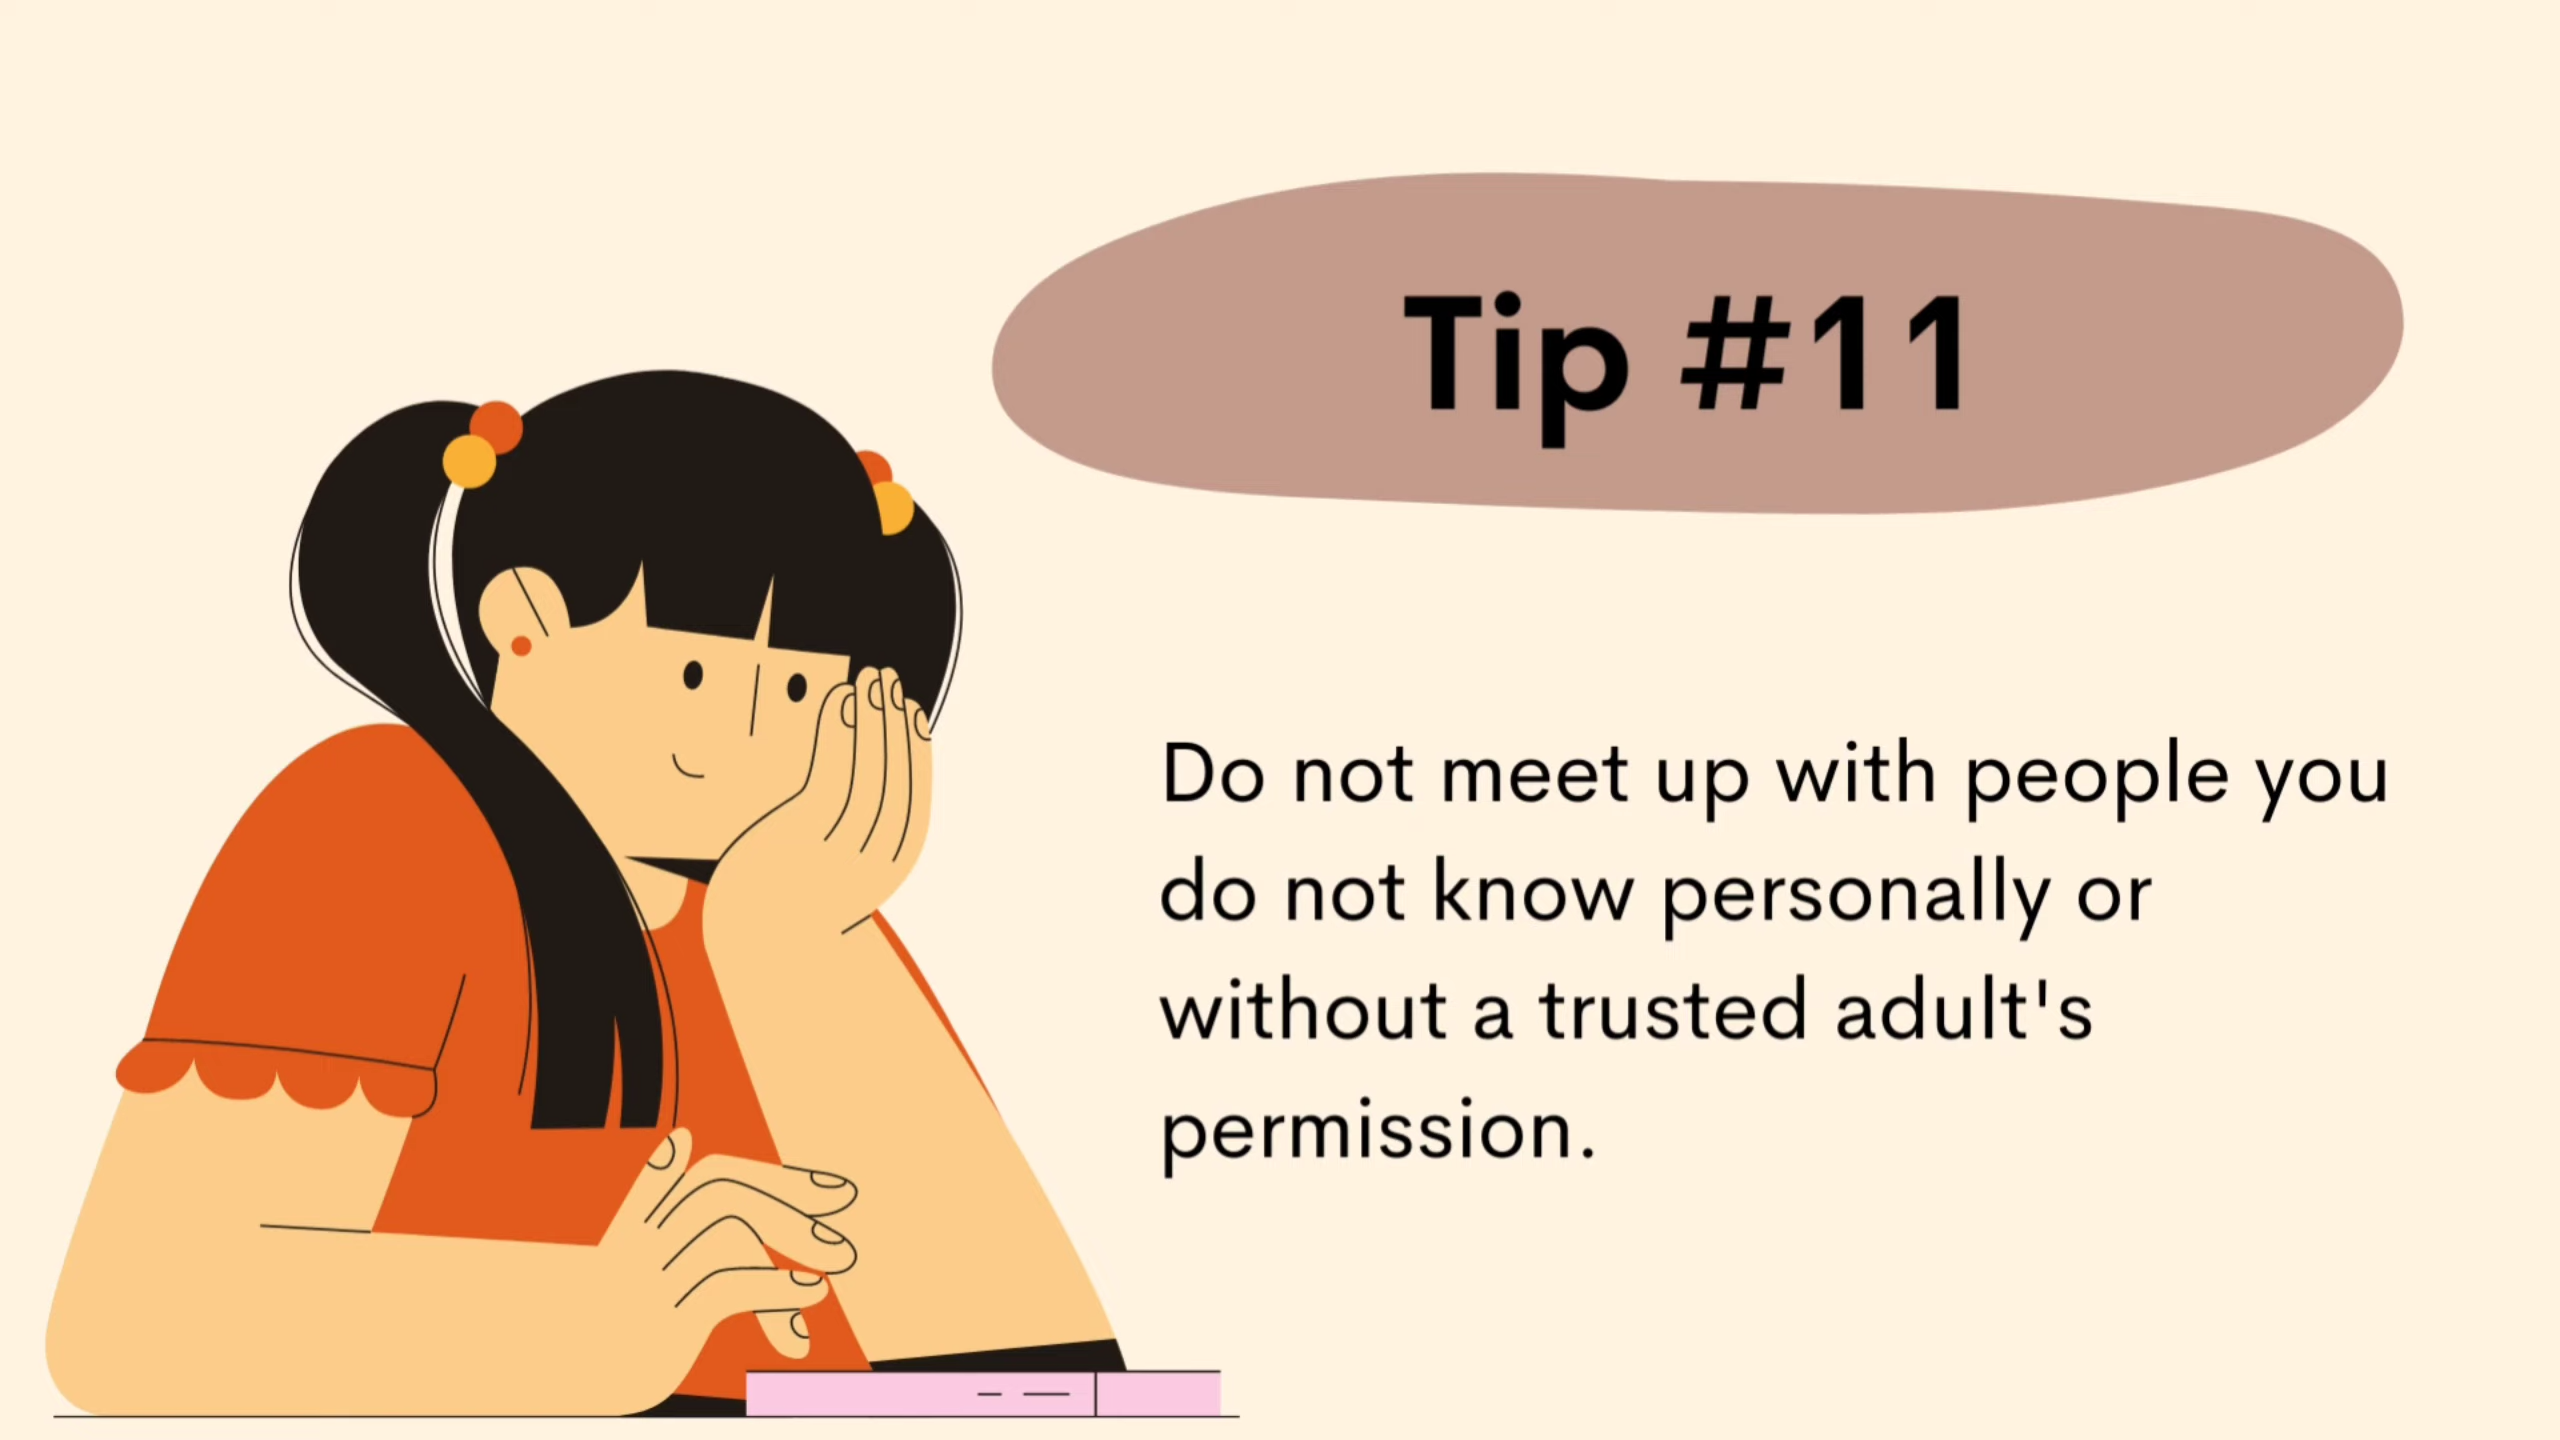 Tip #11
Do not meet up with people you
do not know personally or
without a trusted adult's
permission.